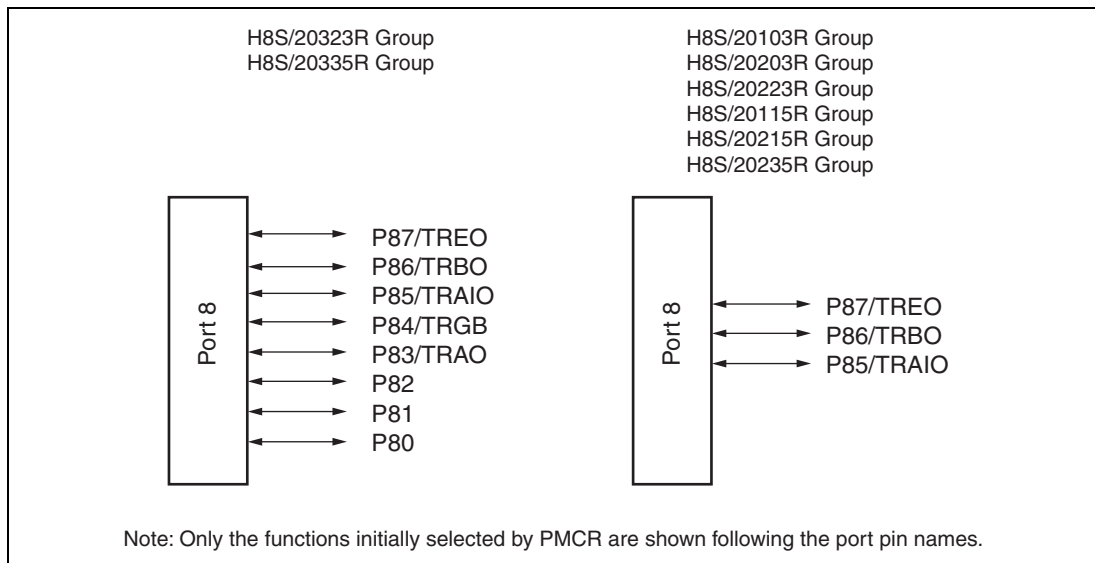 H8S/20323R Group
H8S/20335R Group
Port 8
P87/TREO
P86/TRBO
P85/TRAIO
P84/TRGB
P83/TRAO
P82
P81
P80
H8S/20103R Group
H8S/20203R Group
H8S/20223R Group
H8S/20115R Group
H8S/20215R Group
H8S/20235R Group
Port 8
P87/TREO
P86/TRBO
P85/TRAIO
Note: Only the functions initially selected by PMCR are shown following the port pin names.